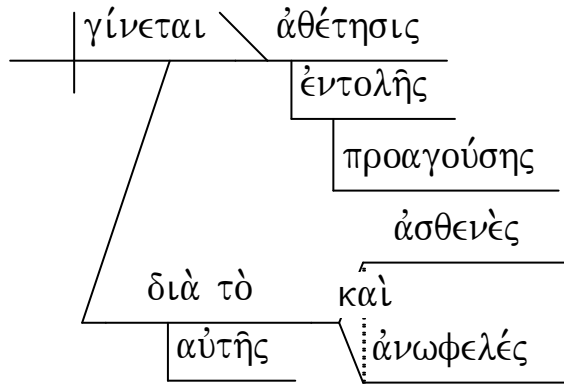 γίνεται ἀθέτησις
ἐντολῆς
προαγούσης
ἀσθενὲς
διὰ τὸ καὶ
αὐτῆς ἀνωφελές